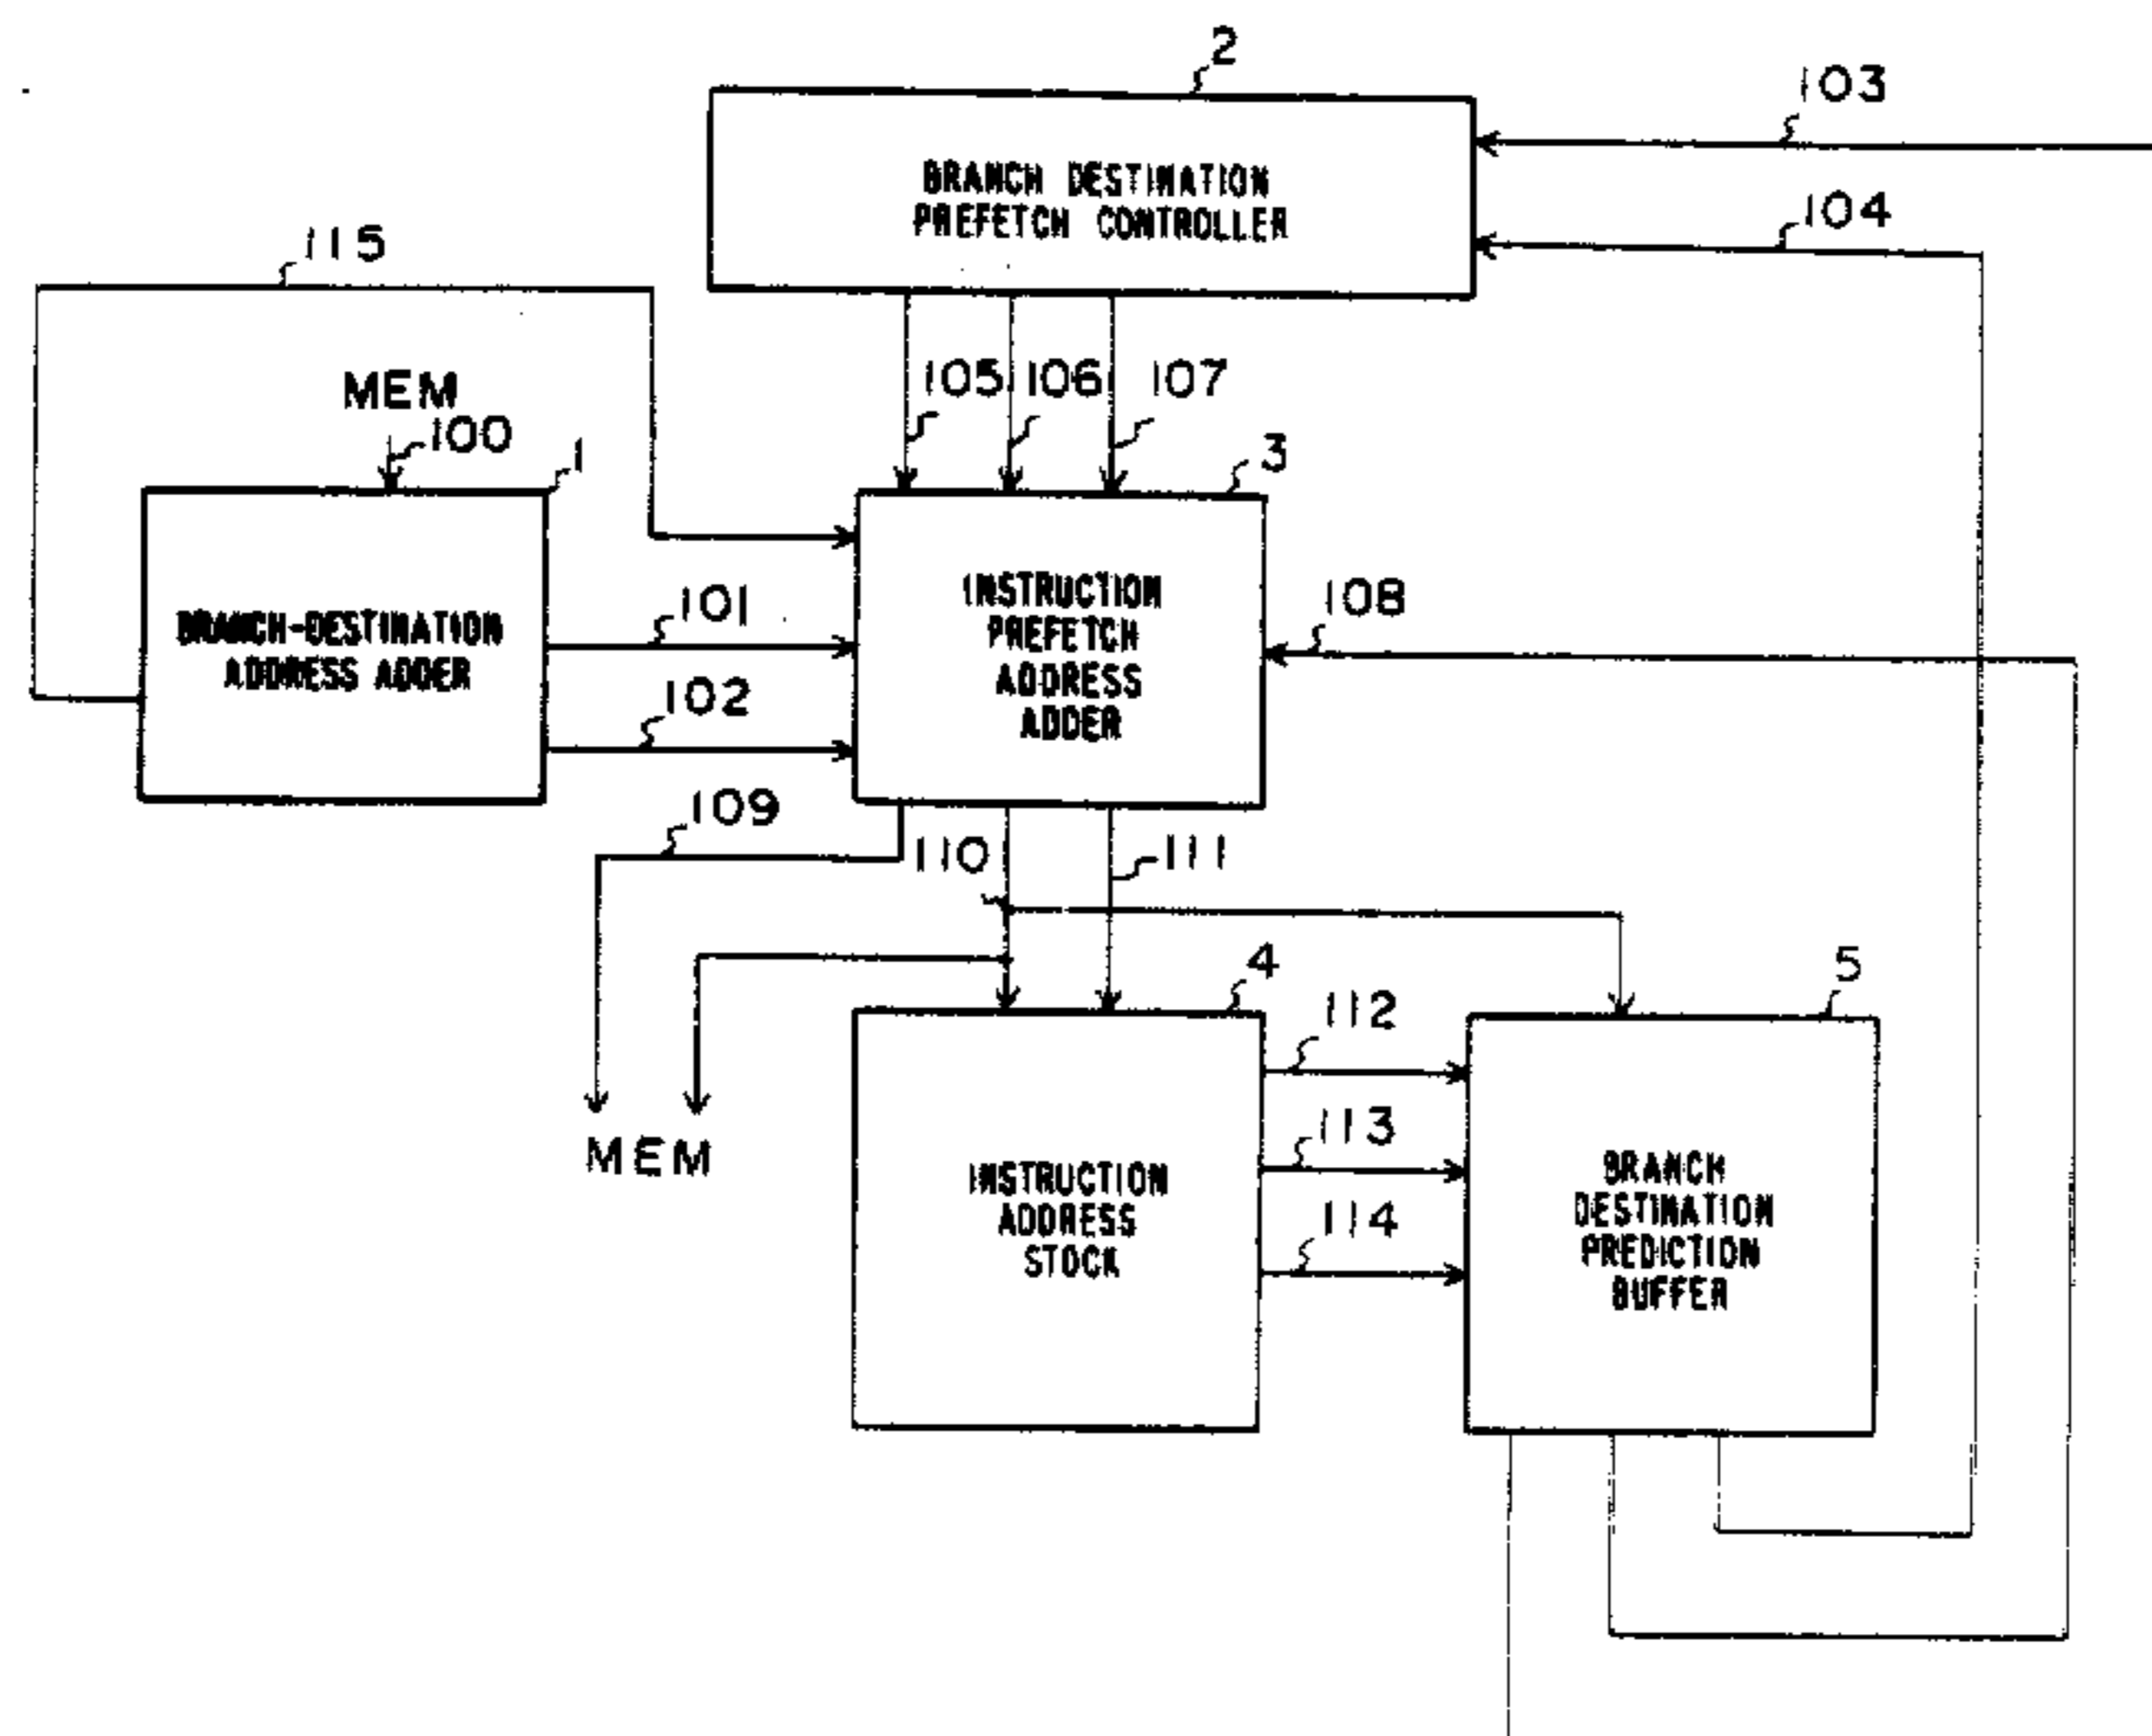 2
103
BRANCH DESTINATION
PREFETCH CONTROLLER
104
115
MEM
100
105
106
107
1
3
BRANCH-DESTINATION
ADDRESS ADDER
101
102
INSTRUCTION
PREFETCH
ADDRESS
ADDER
108
109
110
111
4
5
MEM
112
113
114
INSTRUCTION
ADDRESS
STOCK
BRANCH
DESTINATION
PREDICTION
BUFFER